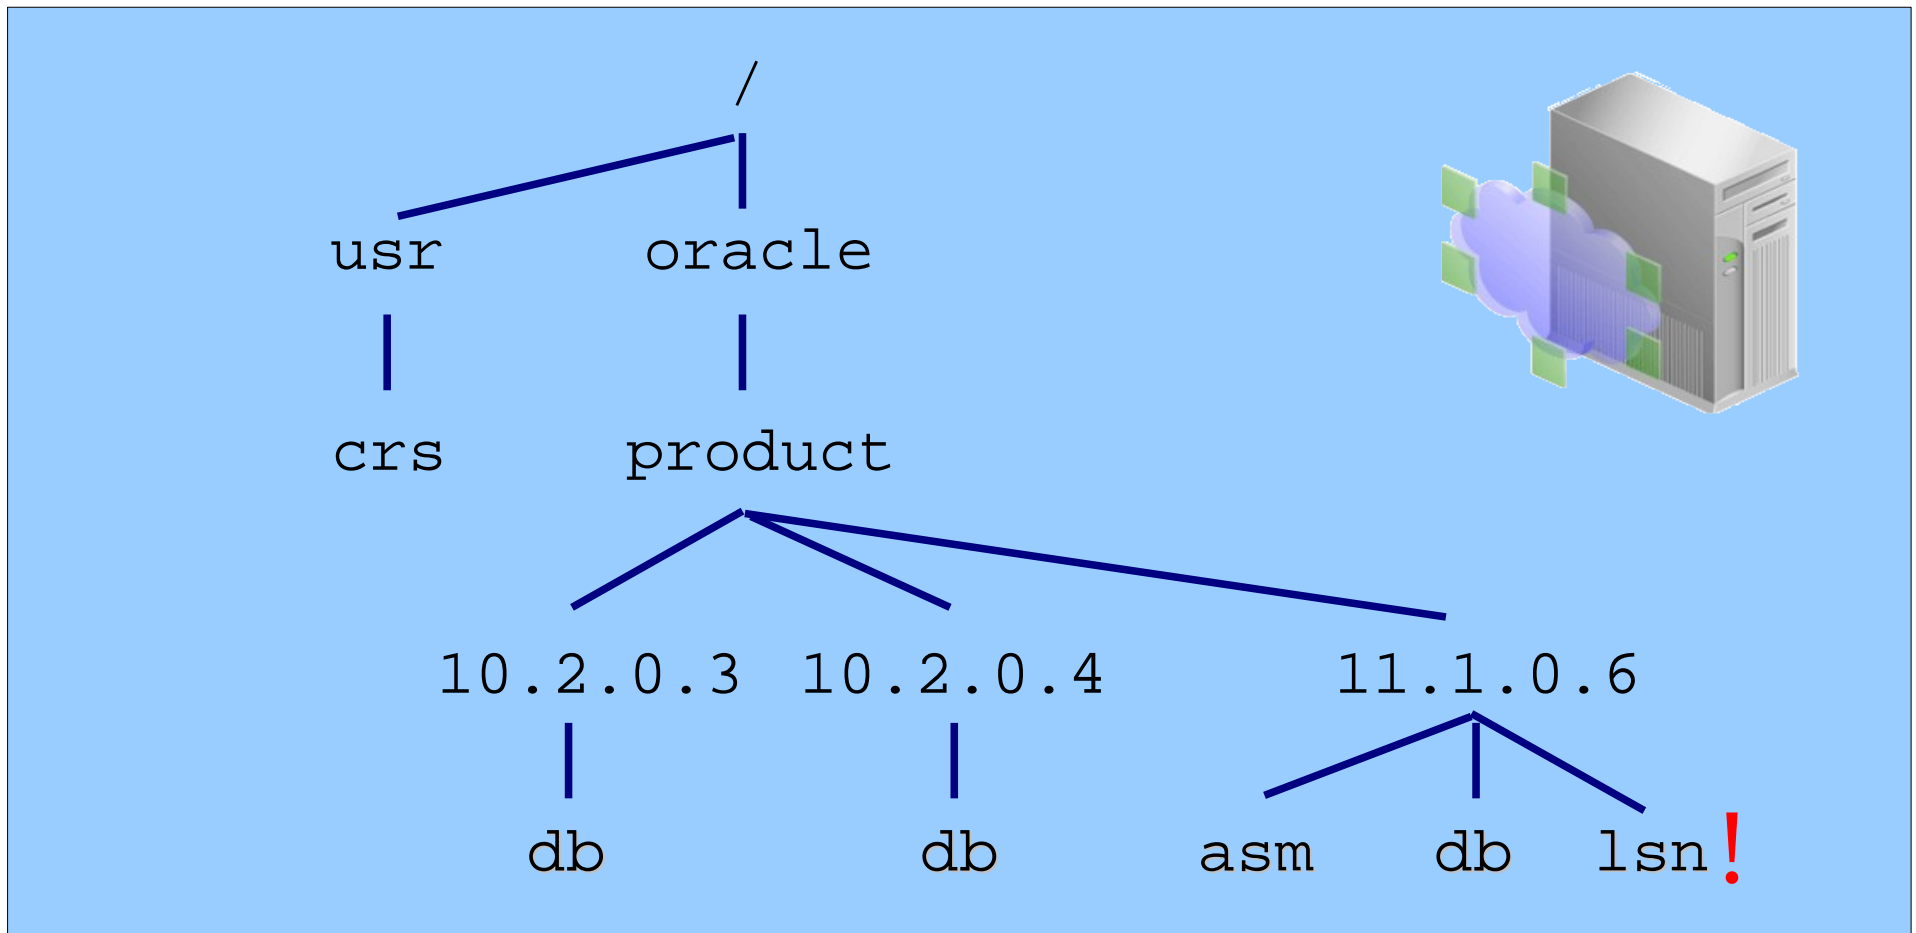 /
usr oracle
crs product
10.2.0.3 10.2.0.4 11.1.0.6
db db asm db lsn!